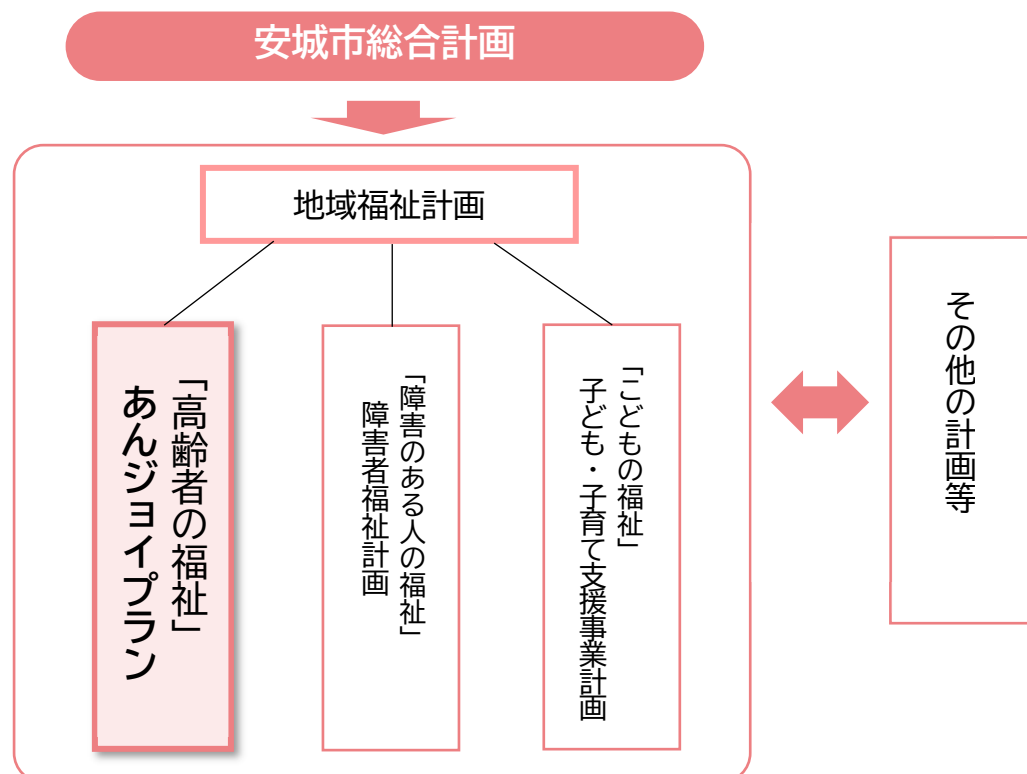 安城市総合計画
地域福祉計画
「高齢者の福祉」
あんジョイプラン
「障害のある人の福祉」
障害者福祉計画
「こどもの福祉」
子ども・子育て支援事業計画
その他の計画等